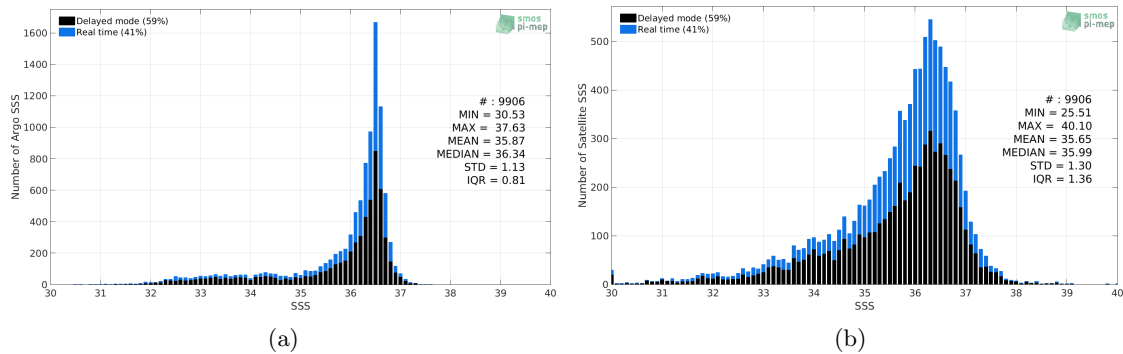 Delayed mode (59%)
Real time (41%)
smos
pi-mep
1600
1400
1200
1000
800
600
400
200
0
Number of Argo SSS
# : 9906
MIN = 30.53
MAX = 37.63
MEAN = 35.87
MEDIAN = 36.34
STD = 1.13
IQR = 0.81
30 31 32 33 34 35 36 37 38 39 40
SSS
(a)
Delayed mode (59%)
Real time (41%)
smos
pi-mep
500
400
300
200
100
0
Number of Satellite SSS
# : 9906
MIN = 25.51
MAX = 40.10
MEAN = 35.65
MEDIAN = 35.99
STD = 1.30
IQR = 1.36
30 31 32 33 34 35 36 37 38 39 40
SSS
(b)